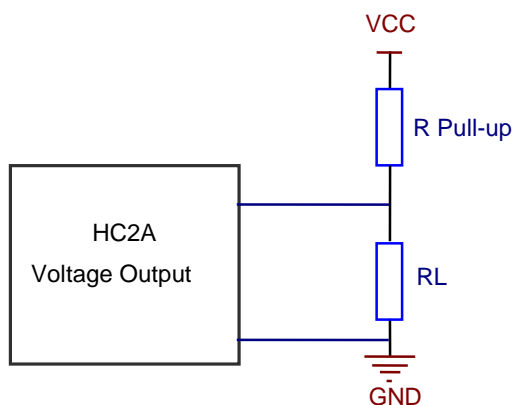 VCC
R Pull-up
HC2A
Voltage Output
RL
GND